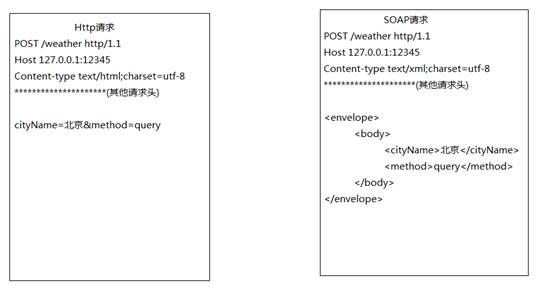 Http请求
POST /weather http/1.1
Host 127.0.0.1:12345
Content-type text/html;charset=utf-8
*********************(其他请求头)
cityName=北京&method=query
SOAP请求
POST /weather http/1.1
Host 127.0.0.1:12345
Content-type text/xml;charset=utf-8
*********************(其他请求头)
<envelope>
<body>
<cityName>北京</cityName>
<method>query</method>
</body>
</envelope>